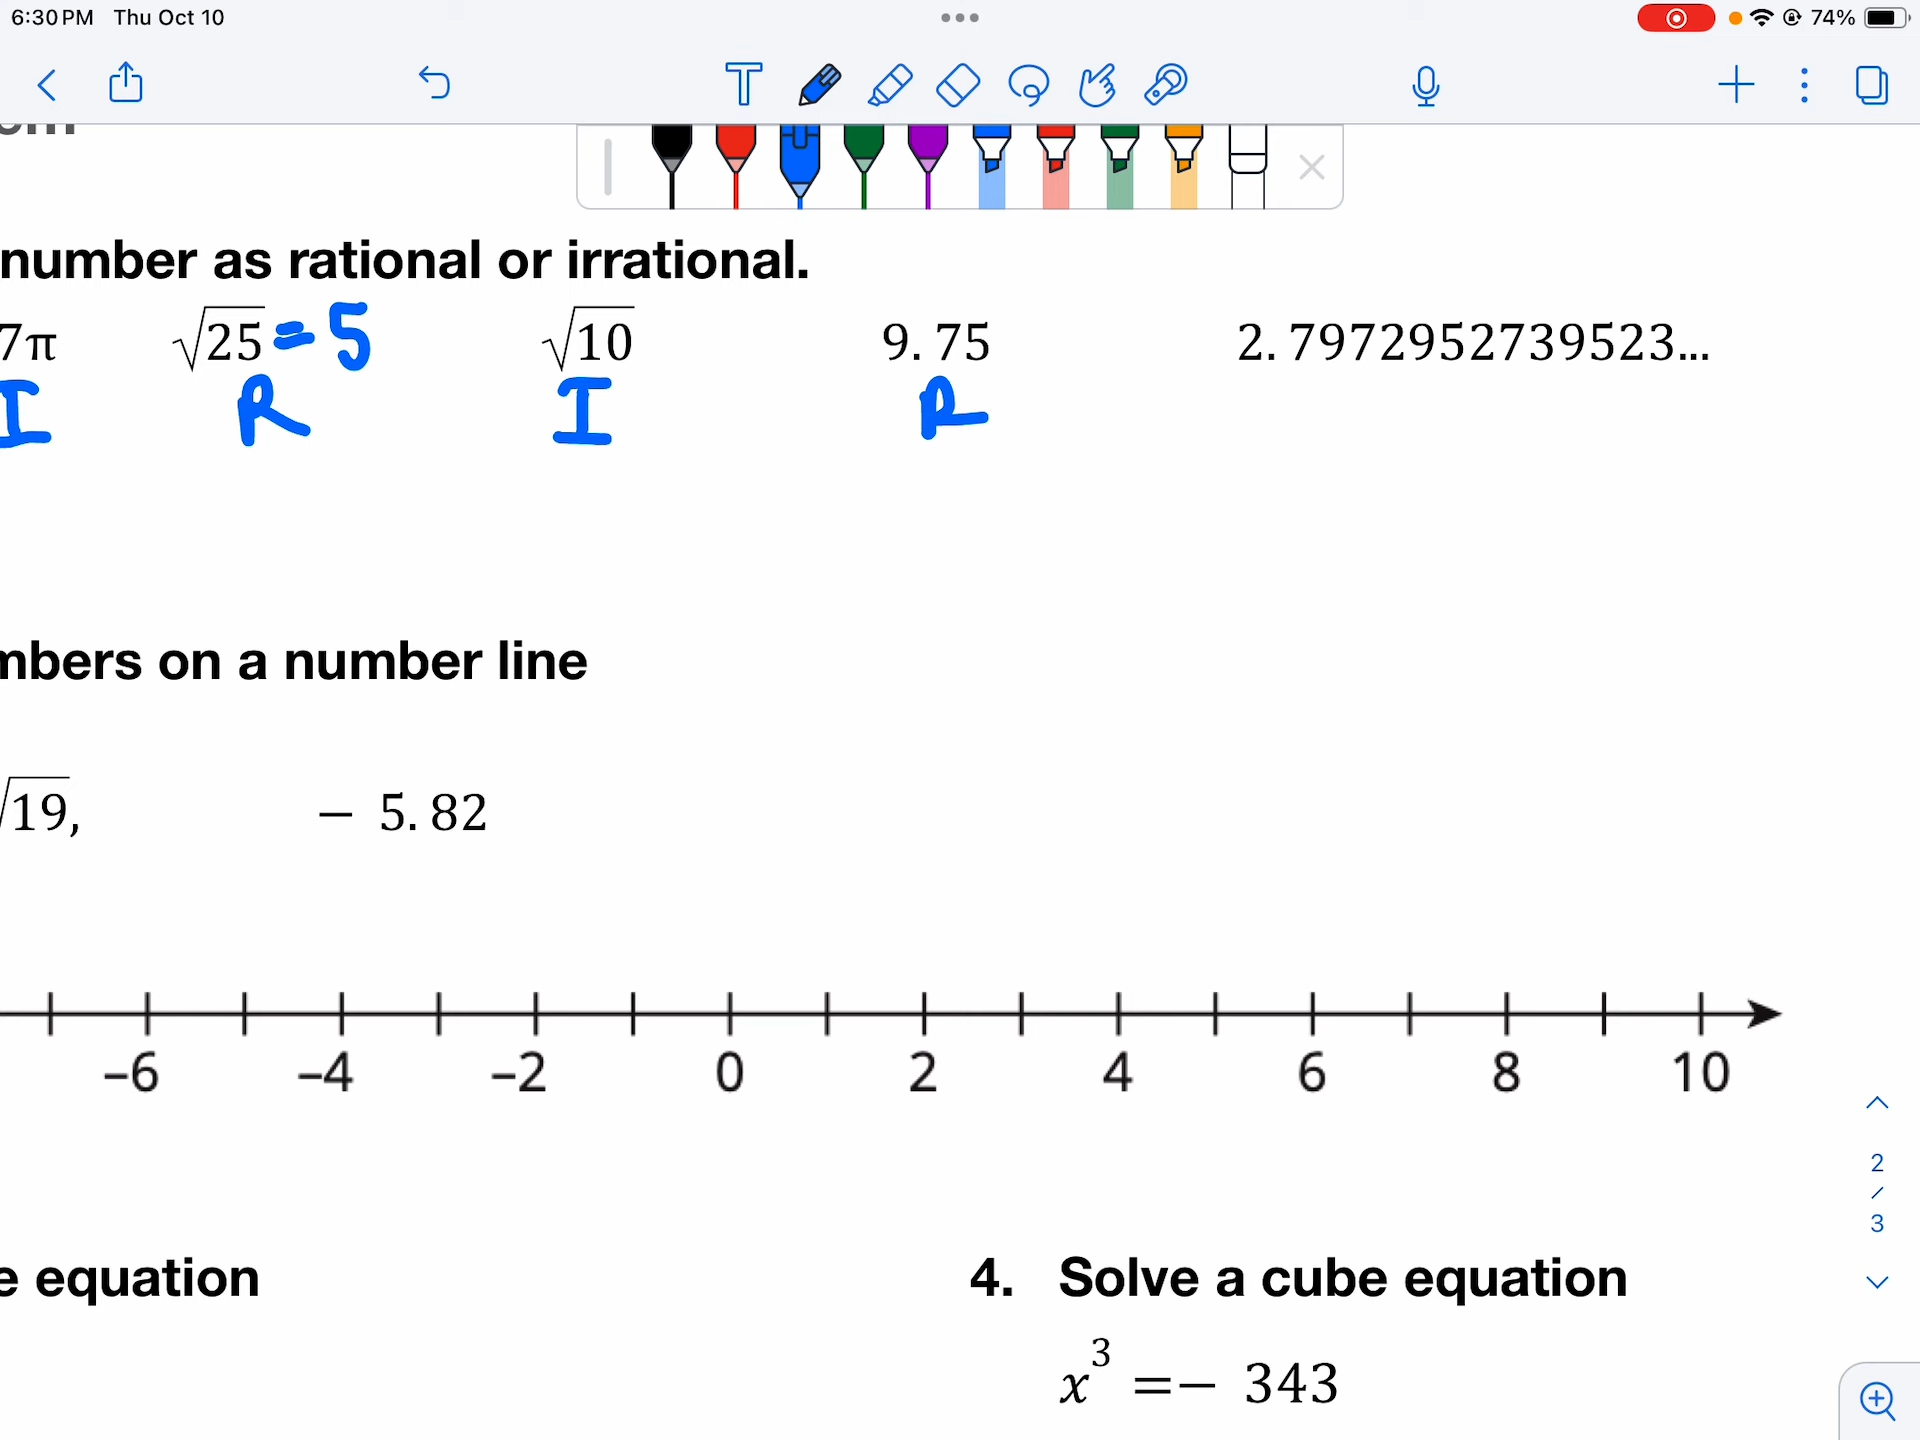 6:30 PM Thu Oct 10 74%
number as rational or irrational.
7π √25 = 5 √10 9.75 2.7972952739523...
I R I R
mbers on a number line
√19, − 5.82
−6 −4 −2 0 2 4 6 8 10
2
/
3
e equation 4. Solve a cube equation
x³ =− 343